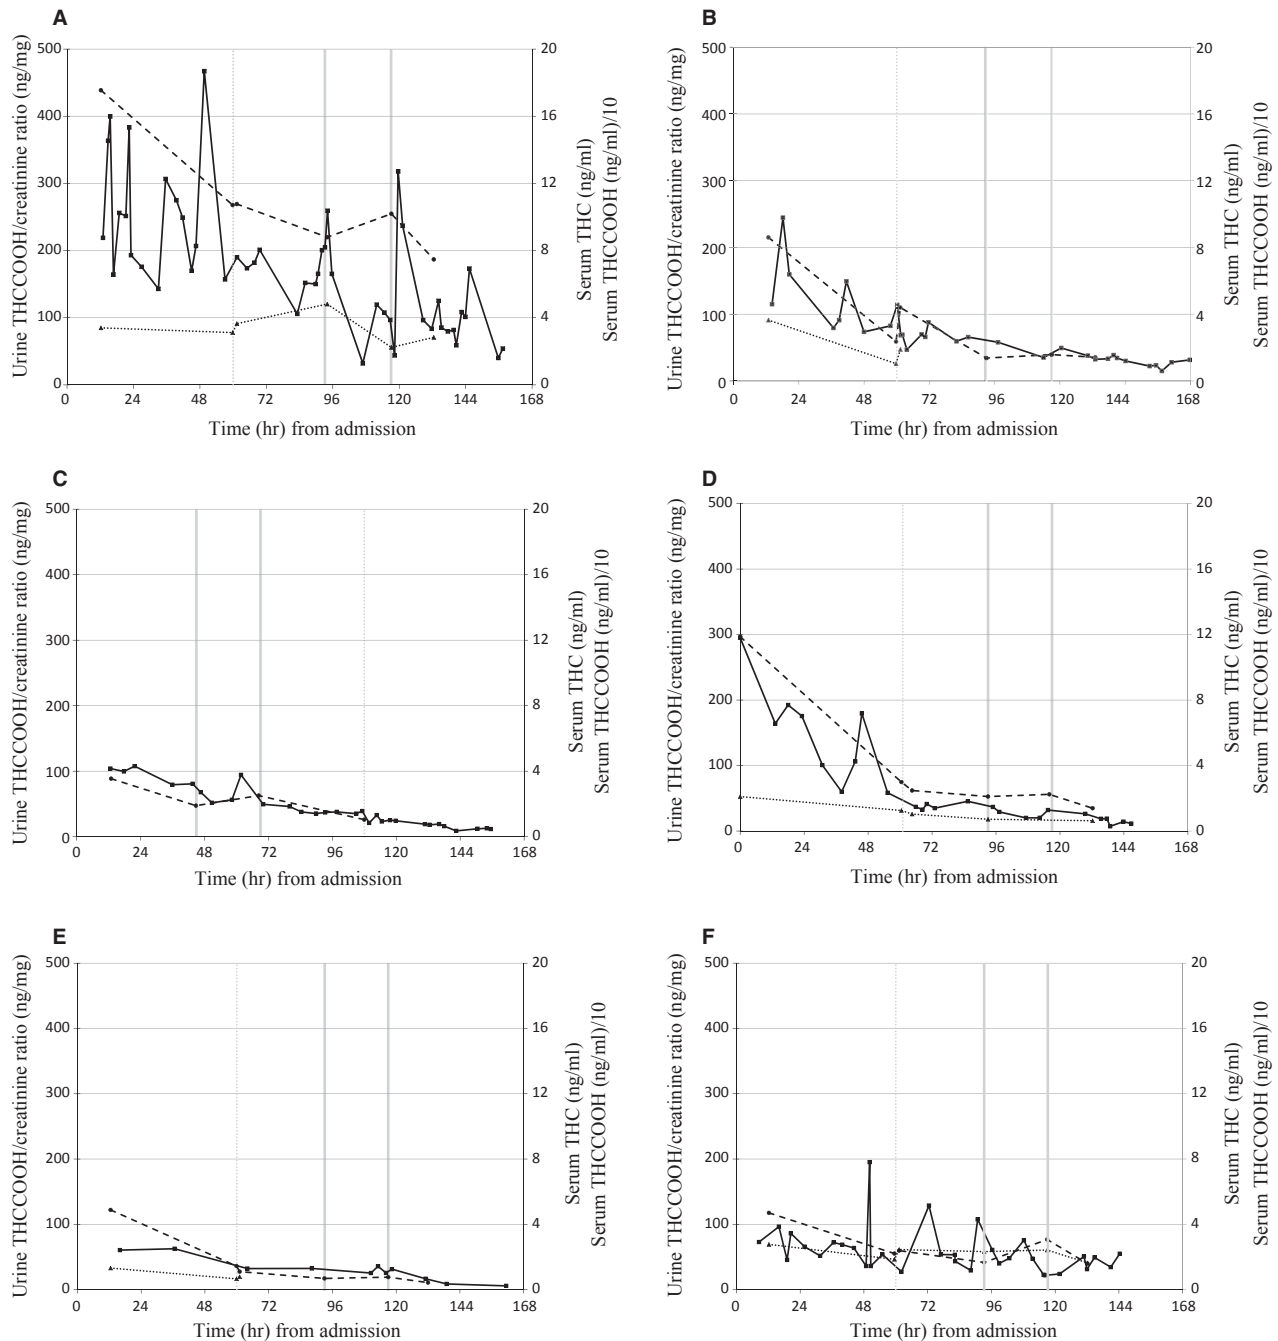 A
Urine THCCOOH/creatinine ratio (ng/mg)
500
400
300
200
100
0
20
16
12
8
4
0
Serum THC (ng/ml)
Serum THCCOOH (ng/ml)/10
0 24 48 72 96 120 144 168
Time (hr) from admission
B
Urine THCCOOH/creatinine ratio (ng/mg)
500
400
300
200
100
0
20
16
12
8
4
0
Serum THC (ng/ml)
Serum THCCOOH (ng/ml)/10
0 24 48 72 96 120 144 168
Time (hr) from admission
C
Urine THCCOOH/creatinine ratio (ng/mg)
500
400
300
200
100
0
20
16
12
8
4
0
Serum THC (ng/ml)
Serum THCCOOH (ng/ml)/10
0 24 48 72 96 120 144 168
Time (hr) from admission
D
Urine THCCOOH/creatinine ratio (ng/mg)
500
400
300
200
100
0
20
16
12
8
4
0
Serum THC (ng/ml)
Serum THCCOOH (ng/ml)/10
0 24 48 72 96 120 144 168
Time (hr) from admission
E
Urine THCCOOH/creatinine ratio (ng/mg)
500
400
300
200
100
0
20
16
12
8
4
0
Serum THC (ng/ml)
Serum THCCOOH (ng/ml)/10
0 24 48 72 96 120 144 168
Time (hr) from admission
F
Urine THCCOOH/creatinine ratio (ng/mg)
500
400
300
200
100
0
20
16
12
8
4
0
Serum THC (ng/ml)
Serum THCCOOH (ng/ml)/10
0 24 48 72 96 120 144 168
Time (hr) from admission